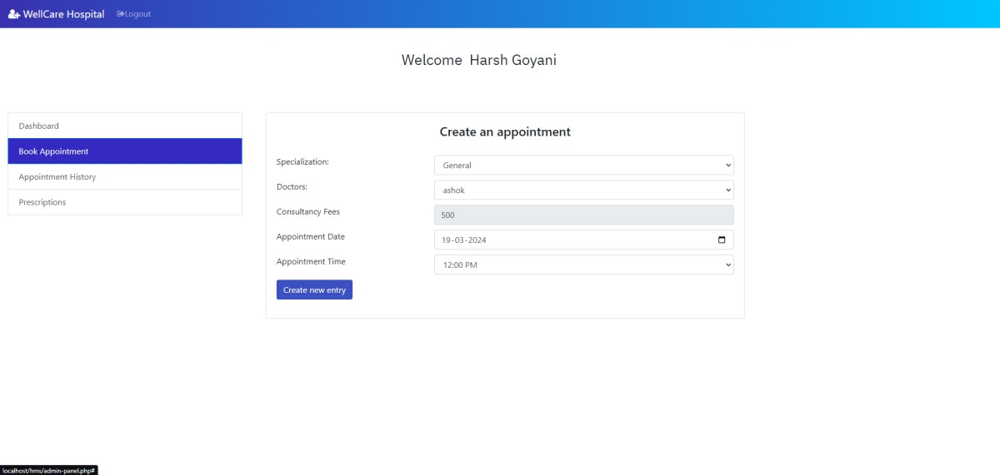 WellCare Hospital Logout
Welcome Harsh Goyani
Dashboard
Book Appointment
Appointment History
Prescriptions
Create an appointment
Specialization: General
Doctors: ashok
Consultancy Fees 500
Appointment Date 19-03-2024
Appointment Time 12:00 PM
Create new entry
localhost/hms/admin-panel.php#